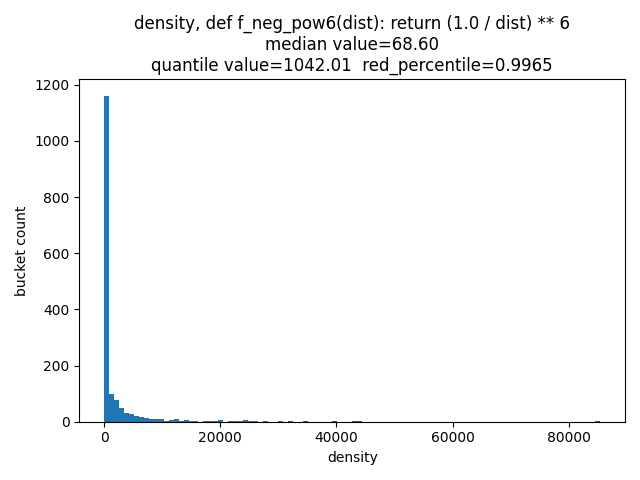 density, def f_neg_pow6(dist): return (1.0 / dist) ** 6
median value=68.60
quantile value=1042.01  red_percentile=0.9965
1200
1000
800
600
400
200
0
bucket count
0 20000 40000 60000 80000
density